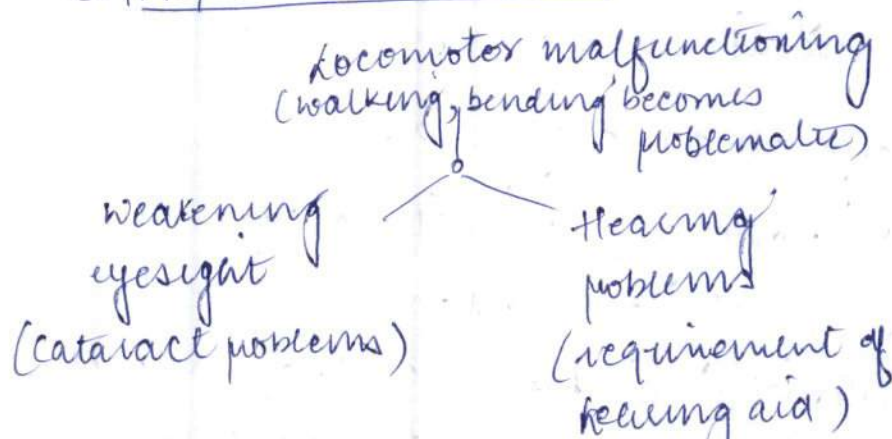 Locomotor malfunctioning
(walking, bending becomes
problematic)
Weakening
eyesight
(cataract problems)
Hearing
problems
(requirement of
hearing aid)